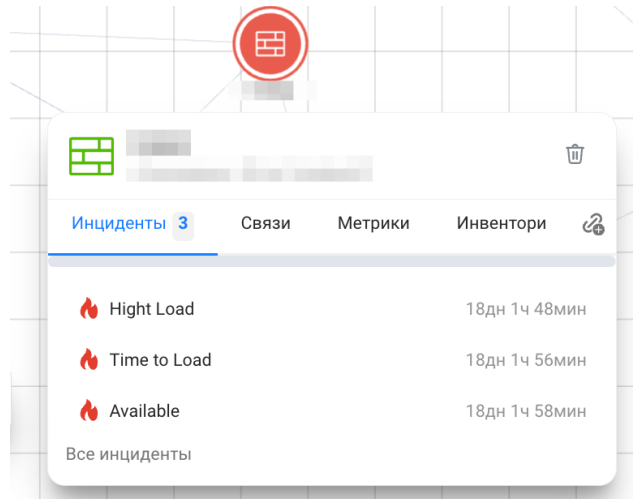 Инциденты 3 Связи Метрики Инвентори
Hight Load 18дн 1ч 48мин
Time to Load 18дн 1ч 56мин
Available 18дн 1ч 58мин
Все инциденты